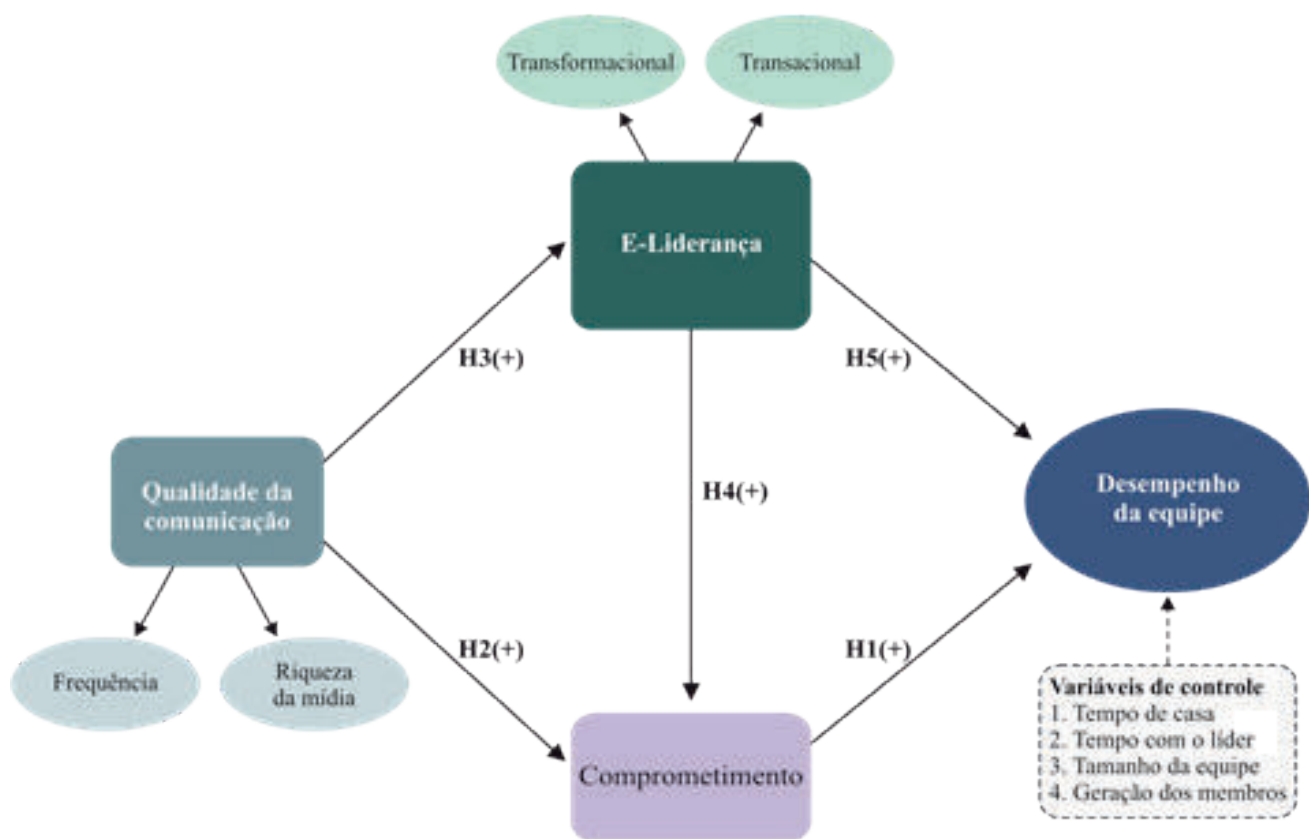 Transformacional
Transacional
E-Liderança
H3(+)
H5(+)
Qualidade da
comunicação
H4(+)
Desempenho
da equipe
Frequência
Riqueza
da mídia
H2(+)
H1(+)
Comprometimento
Variáveis de controle
1. Tempo de casa
2. Tempo com o líder
3. Tamanho da equipe
4. Geração dos membros